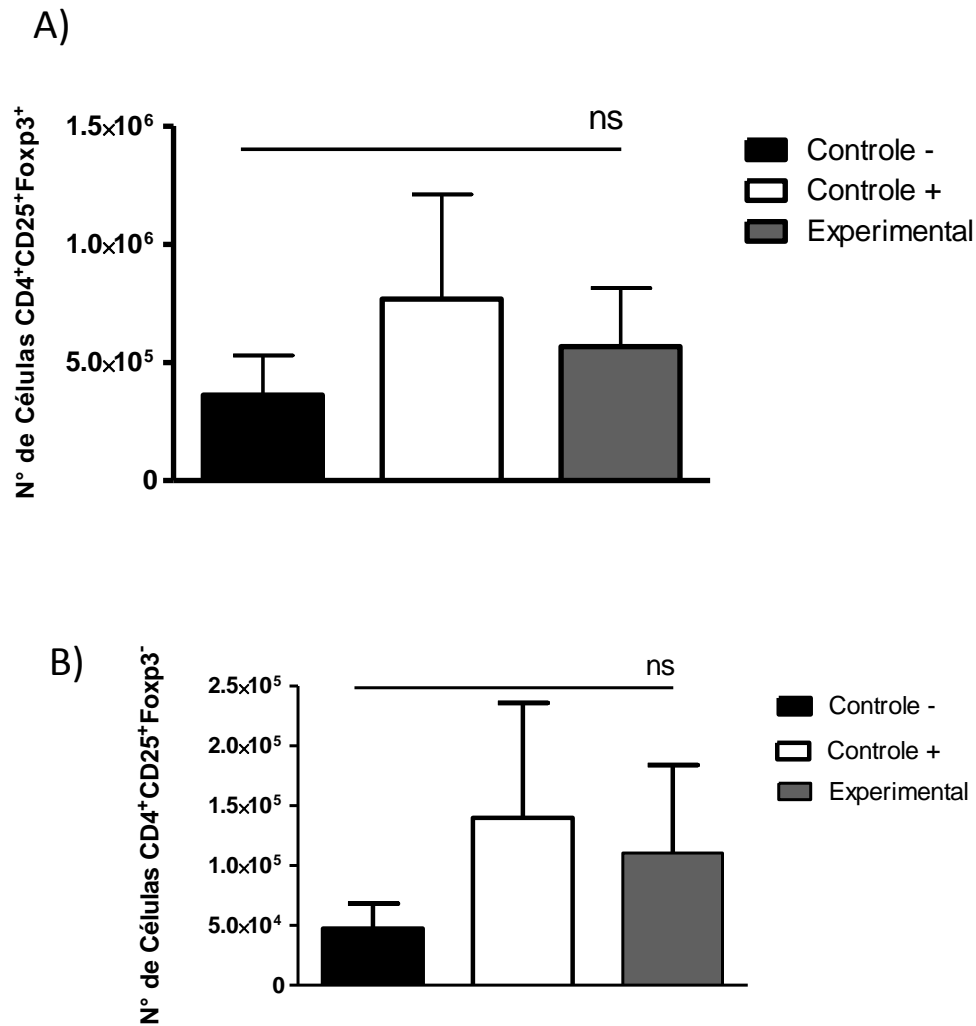 A)
N° de Células CD4⁺CD25⁺Foxp3⁺
1.5×10⁶
1.0×10⁶
5.0×10⁵
0
ns
Controle -
Controle +
Experimental
B)
N° de Células CD4⁺CD25⁺Foxp3⁻
2.5×10⁵
2.0×10⁵
1.5×10⁵
1.0×10⁵
5.0×10⁴
0
ns
Controle -
Controle +
Experimental